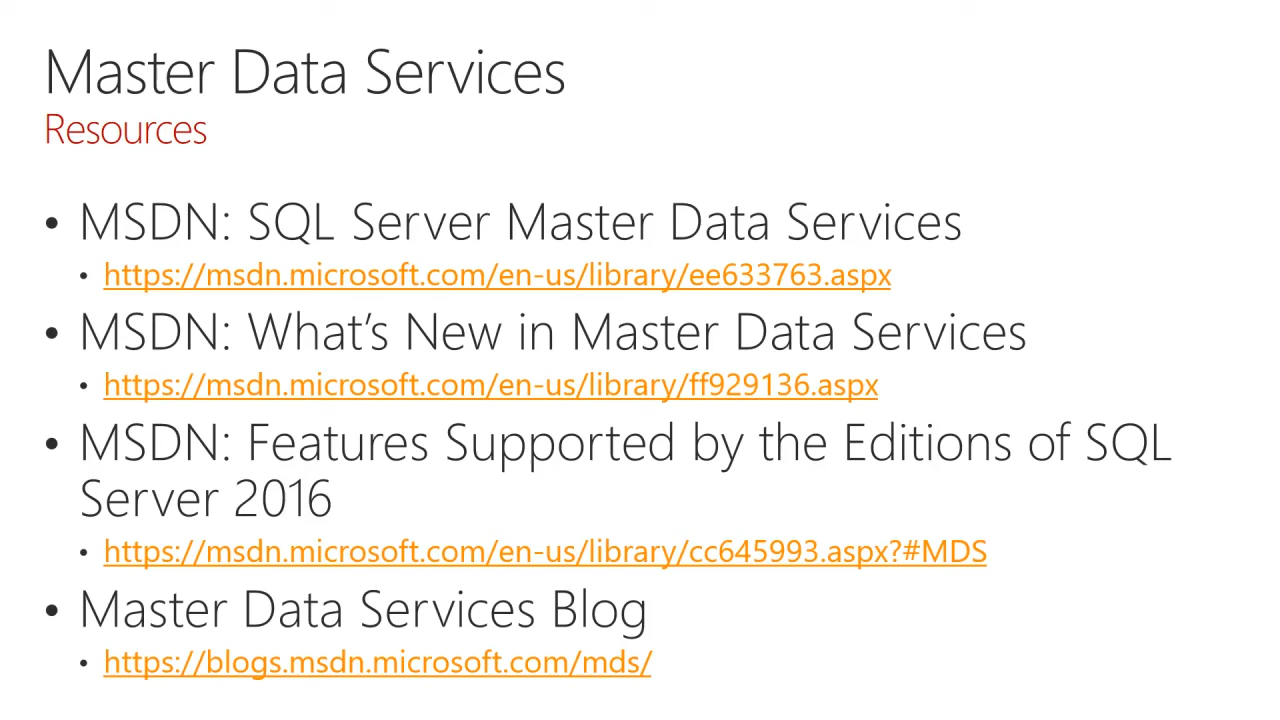 Master Data Services
Resources
• MSDN: SQL Server Master Data Services
• https://msdn.microsoft.com/en-us/library/ee633763.aspx
• MSDN: What’s New in Master Data Services
• https://msdn.microsoft.com/en-us/library/ff929136.aspx
• MSDN: Features Supported by the Editions of SQL
Server 2016
• https://msdn.microsoft.com/en-us/library/cc645993.aspx?#MDS
• Master Data Services Blog
• https://blogs.msdn.microsoft.com/mds/